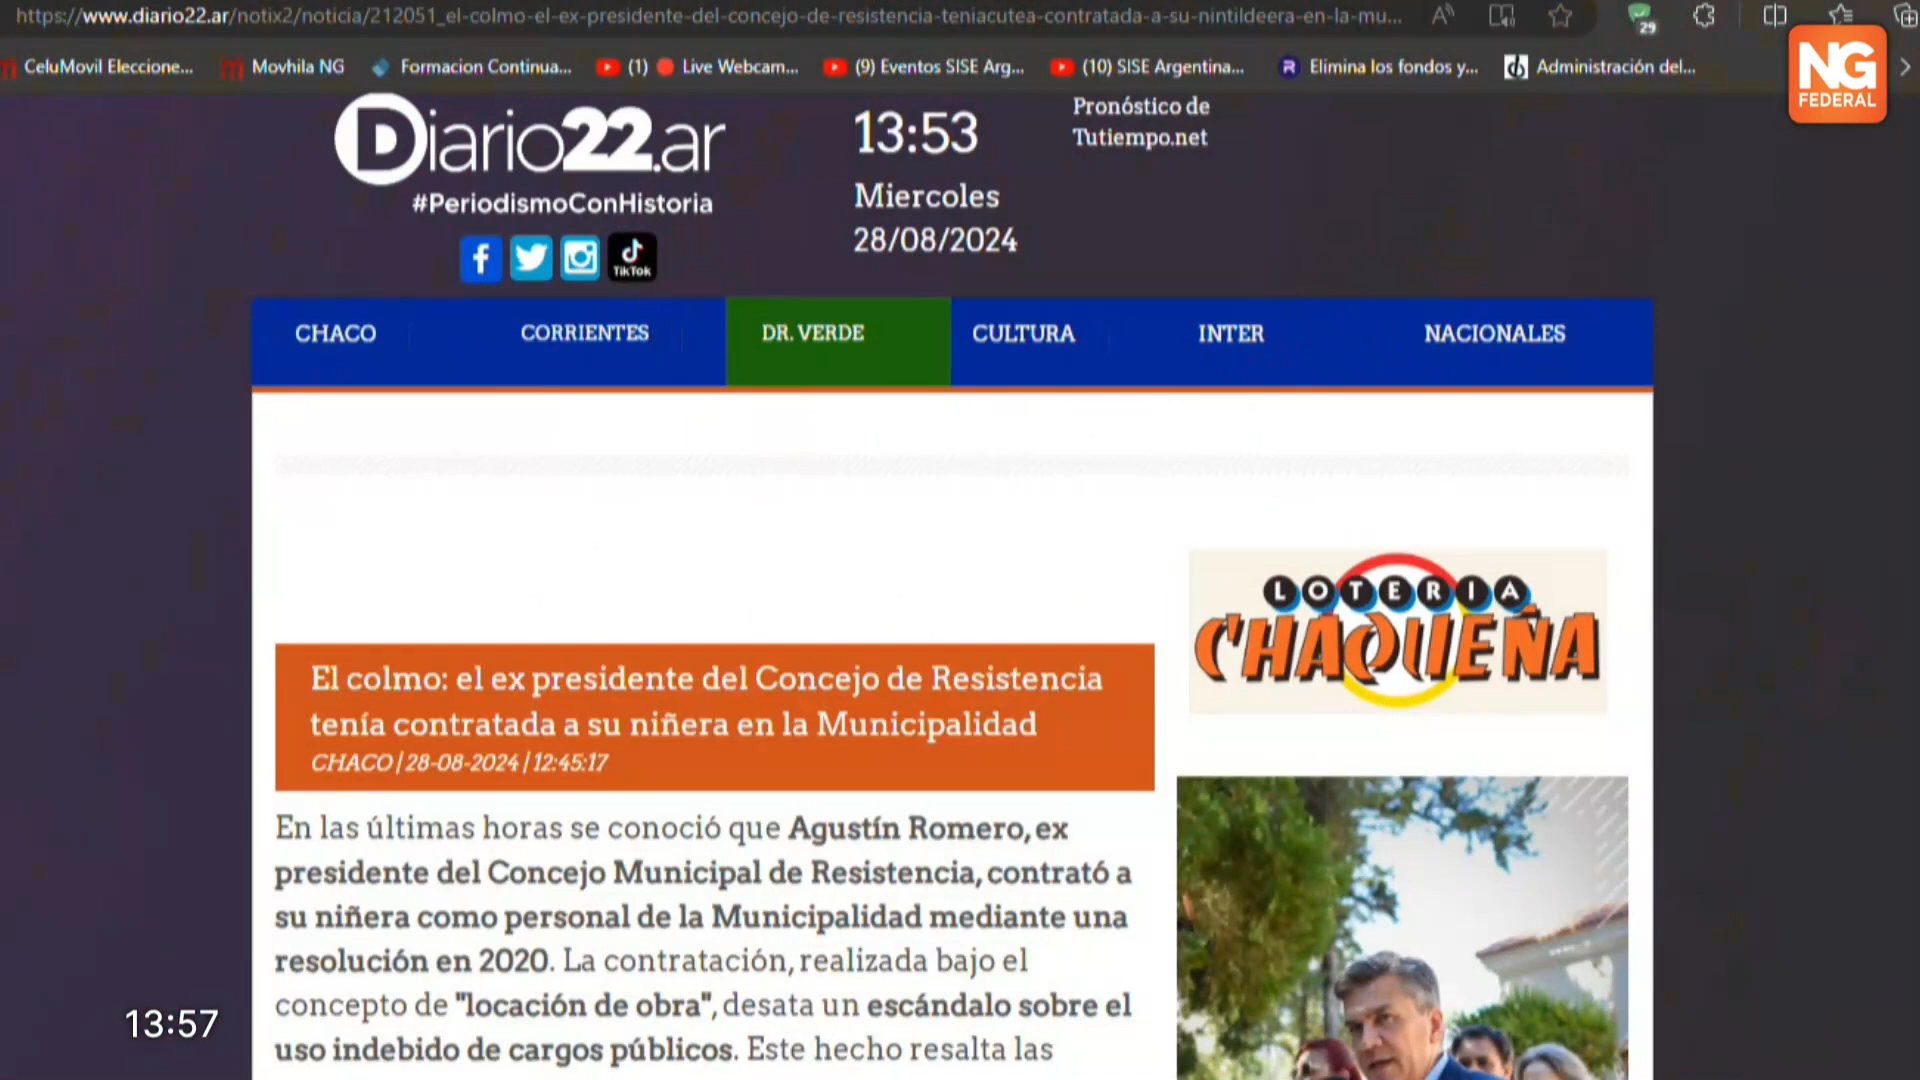 https://www.diario22.ar/notix2/noticia/212051_el-colmo-el-ex-presidente-del-concejo-de-resistencia-teniacutea-contratada-a-su-nintildeera-en-la-mu...
29
CeluMovil Eleccione...
Movhila NG
Formacion Continua...
(1) Live Webcam...
(9) Eventos SISE Arg...
(10) SISE Argentina...
Elimina los fondos y...
Administración del...
NG
FEDERAL
Diario22.ar
#PeriodismoConHistoria
TikTok
13:53
Miercoles
28/08/2024
Pronóstico de
Tutiempo.net
CHACO
CORRIENTES
DR. VERDE
CULTURA
INTER
NACIONALES
LOTERIA
CHAQUEÑA
El colmo: el ex presidente del Concejo de Resistencia
tenía contratada a su niñera en la Municipalidad
CHACO | 28-08-2024 | 12:45:17
En las últimas horas se conoció que Agustín Romero, ex
presidente del Concejo Municipal de Resistencia, contrató a
su niñera como personal de la Municipalidad mediante una
resolución en 2020. La contratación, realizada bajo el
concepto de "locación de obra", desata un escándalo sobre el
uso indebido de cargos públicos. Este hecho resalta las
13:57